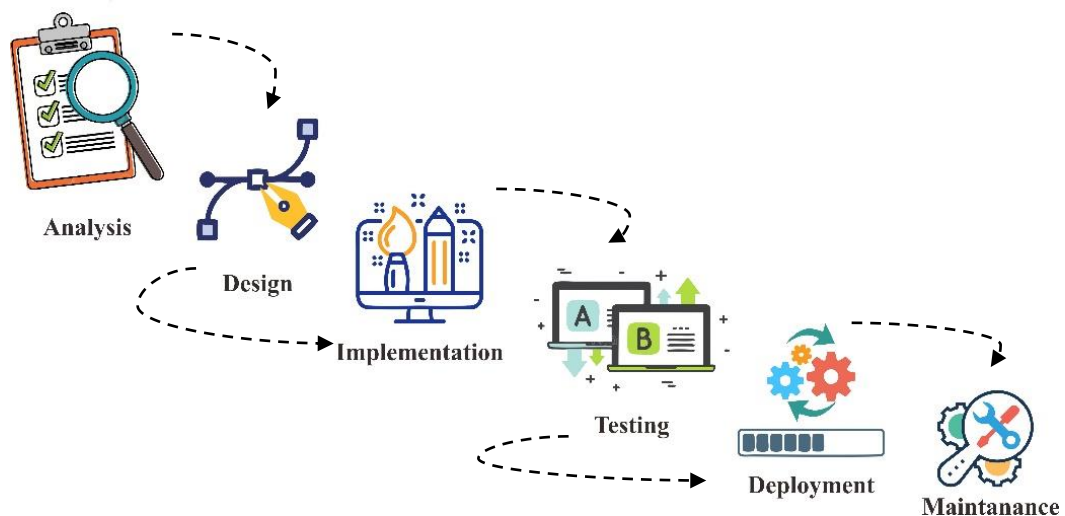 Analysis
Design
Implementation
A
B
Testing
Deployment
Maintanance